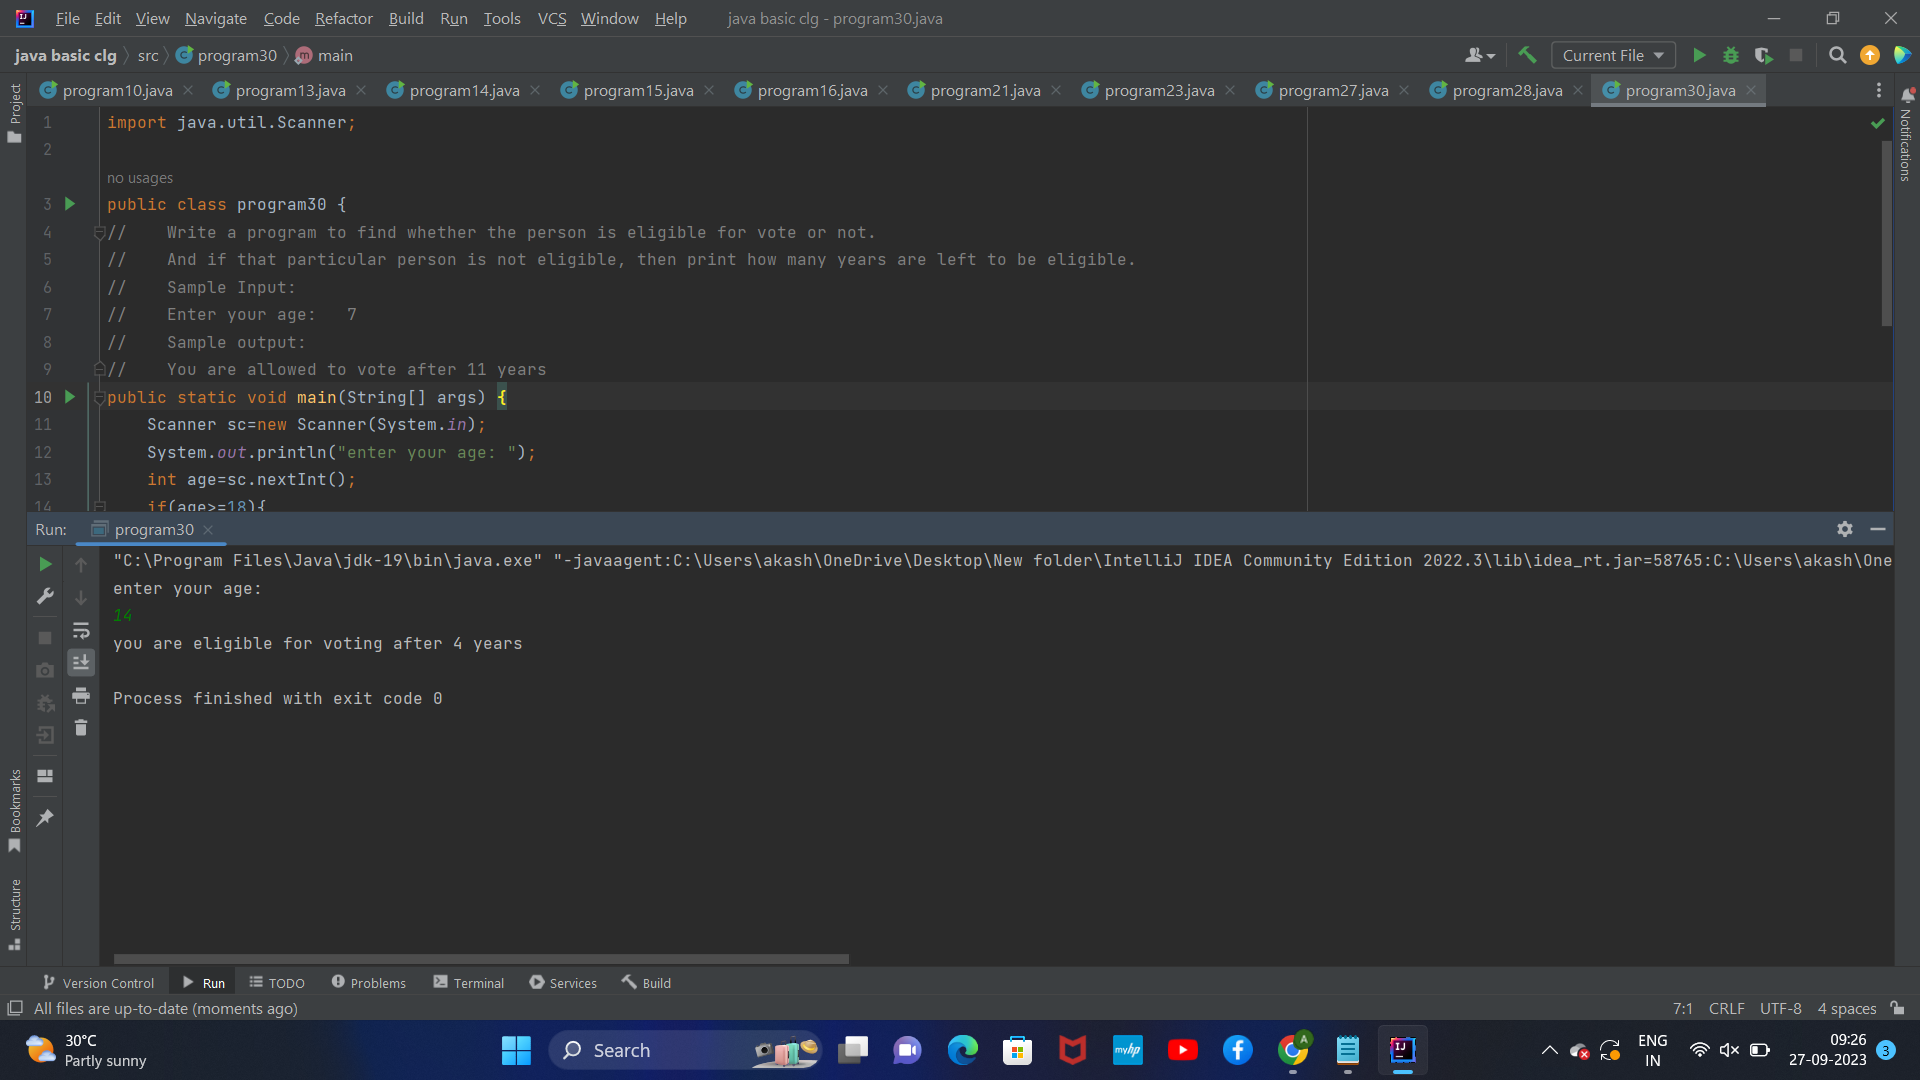 File Edit View Navigate Code Refactor Build Run Tools VCS Window Help java basic clg - program30.java
java basic clg src program30 main Current File
program10.java program13.java program14.java program15.java program16.java program21.java program23.java program27.java program28.java program30.java
Project
Notifications
1 import java.util.Scanner;
2
no usages
3 public class program30 {
4 // Write a program to find whether the person is eligible for vote or not.
5 // And if that particular person is not eligible, then print how many years are left to be eligible.
6 // Sample Input:
7 // Enter your age: 7
8 // Sample output:
9 // You are allowed to vote after 11 years
10 public static void main(String[] args) {
11 Scanner sc=new Scanner(System.in);
12 System.out.println("enter your age: ");
13 int age=sc.nextInt();
14 if(age>=18){
Run: program30
"C:\Program Files\Java\jdk-19\bin\java.exe" "-javaagent:C:\Users\akash\OneDrive\Desktop\New folder\IntelliJ IDEA Community Edition 2022.3\lib\idea_rt.jar=58765:C:\Users\akash\One
enter your age:
14
you are eligible for voting after 4 years
Process finished with exit code 0
Bookmarks
Structure
Version Control Run TODO Problems Terminal Services Build
All files are up-to-date (moments ago) 7:1 CRLF UTF-8 4 spaces
30°C
Partly sunny
Search
myhp
A
IJ
ENG
IN
09:26
27-09-2023
3